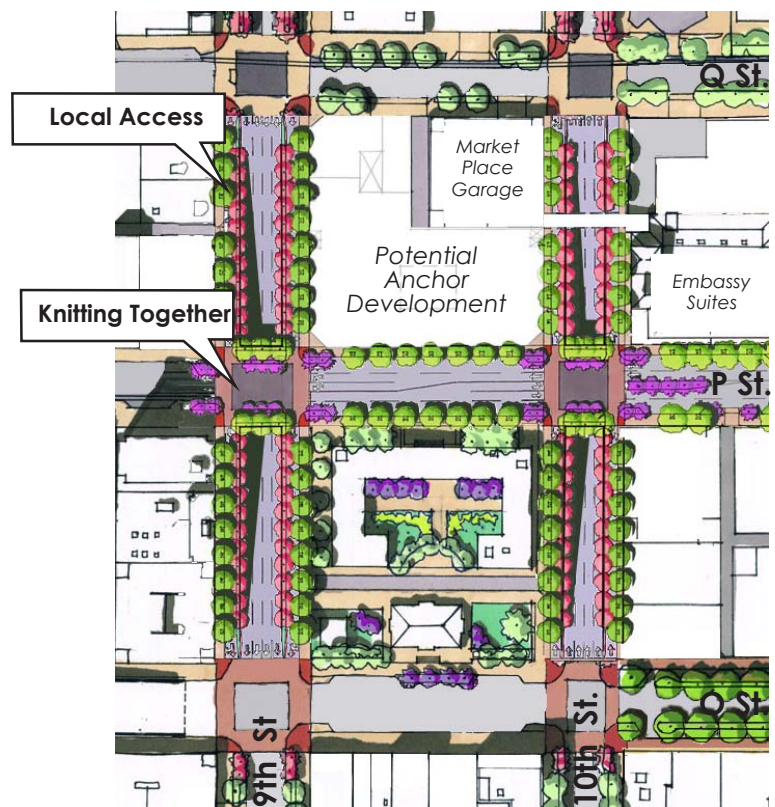 Q St.
Local Access
Market
Place
Garage
Potential
Anchor
Development
Embassy
Suites
Knitting Together
P St.
O St.
9th St
10th St.